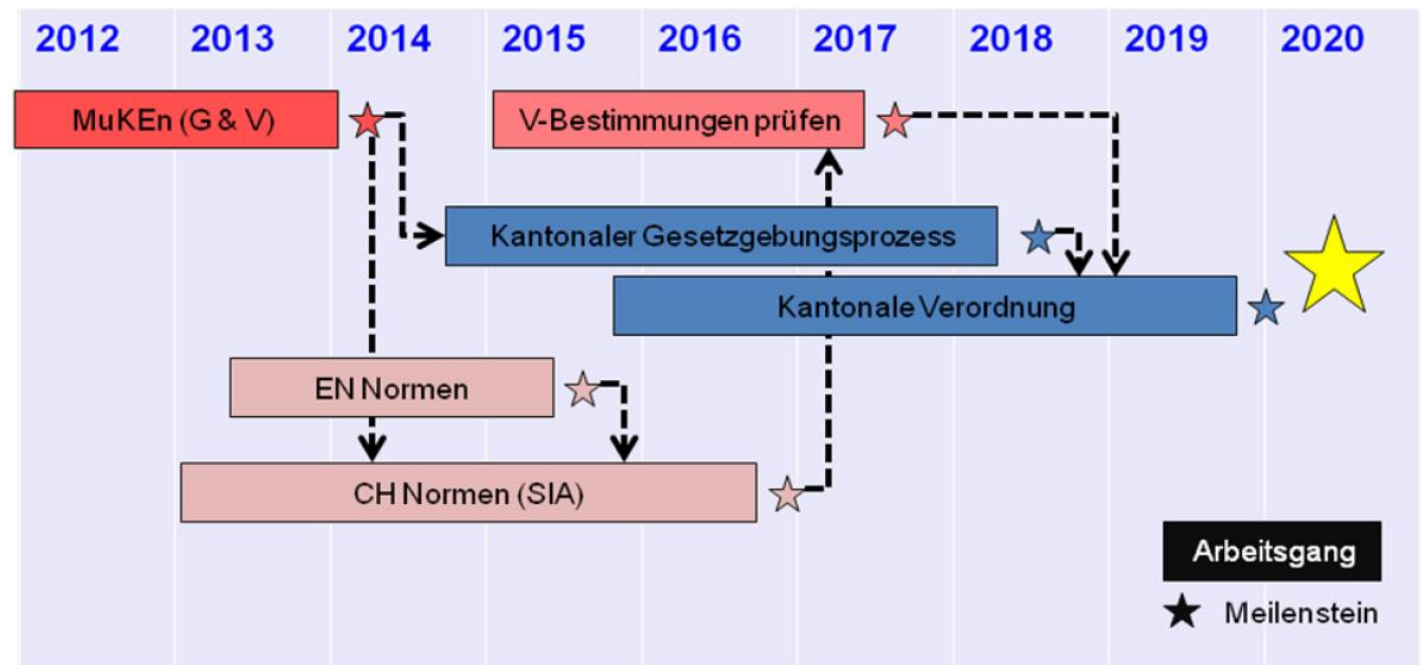 2012 2013 2014 2015 2016 2017 2018 2019 2020
MuKEn (G & V) V-Bestimmungen prüfen
Kantonaler Gesetzgebungsprozess
Kantonale Verordnung
EN Normen
CH Normen (SIA)
Arbeitsgang
Meilenstein